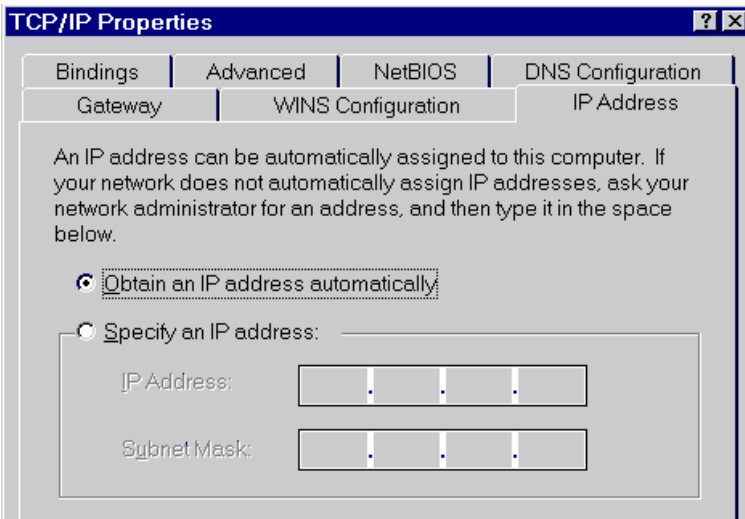 TCP/IP Properties
Bindings Advanced NetBIOS DNS Configuration
Gateway WINS Configuration IP Address
An IP address can be automatically assigned to this computer. If
your network does not automatically assign IP addresses, ask your
network administrator for an address, and then type it in the space
below.
Obtain an IP address automatically
Specify an IP address:
IP Address:
. . .
Subnet Mask:
. . .